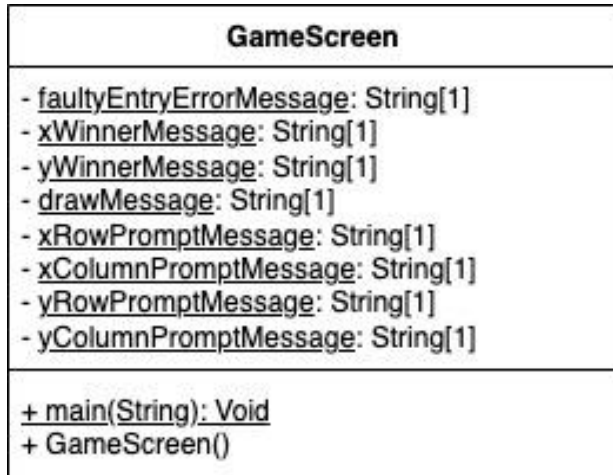 GameScreen
- faultyEntryErrorMessage: String[1]
- xWinnerMessage: String[1]
- yWinnerMessage: String[1]
- drawMessage: String[1]
- xRowPromptMessage: String[1]
- xColumnPromptMessage: String[1]
- yRowPromptMessage: String[1]
- yColumnPromptMessage: String[1]
+ main(String): Void
+ GameScreen()